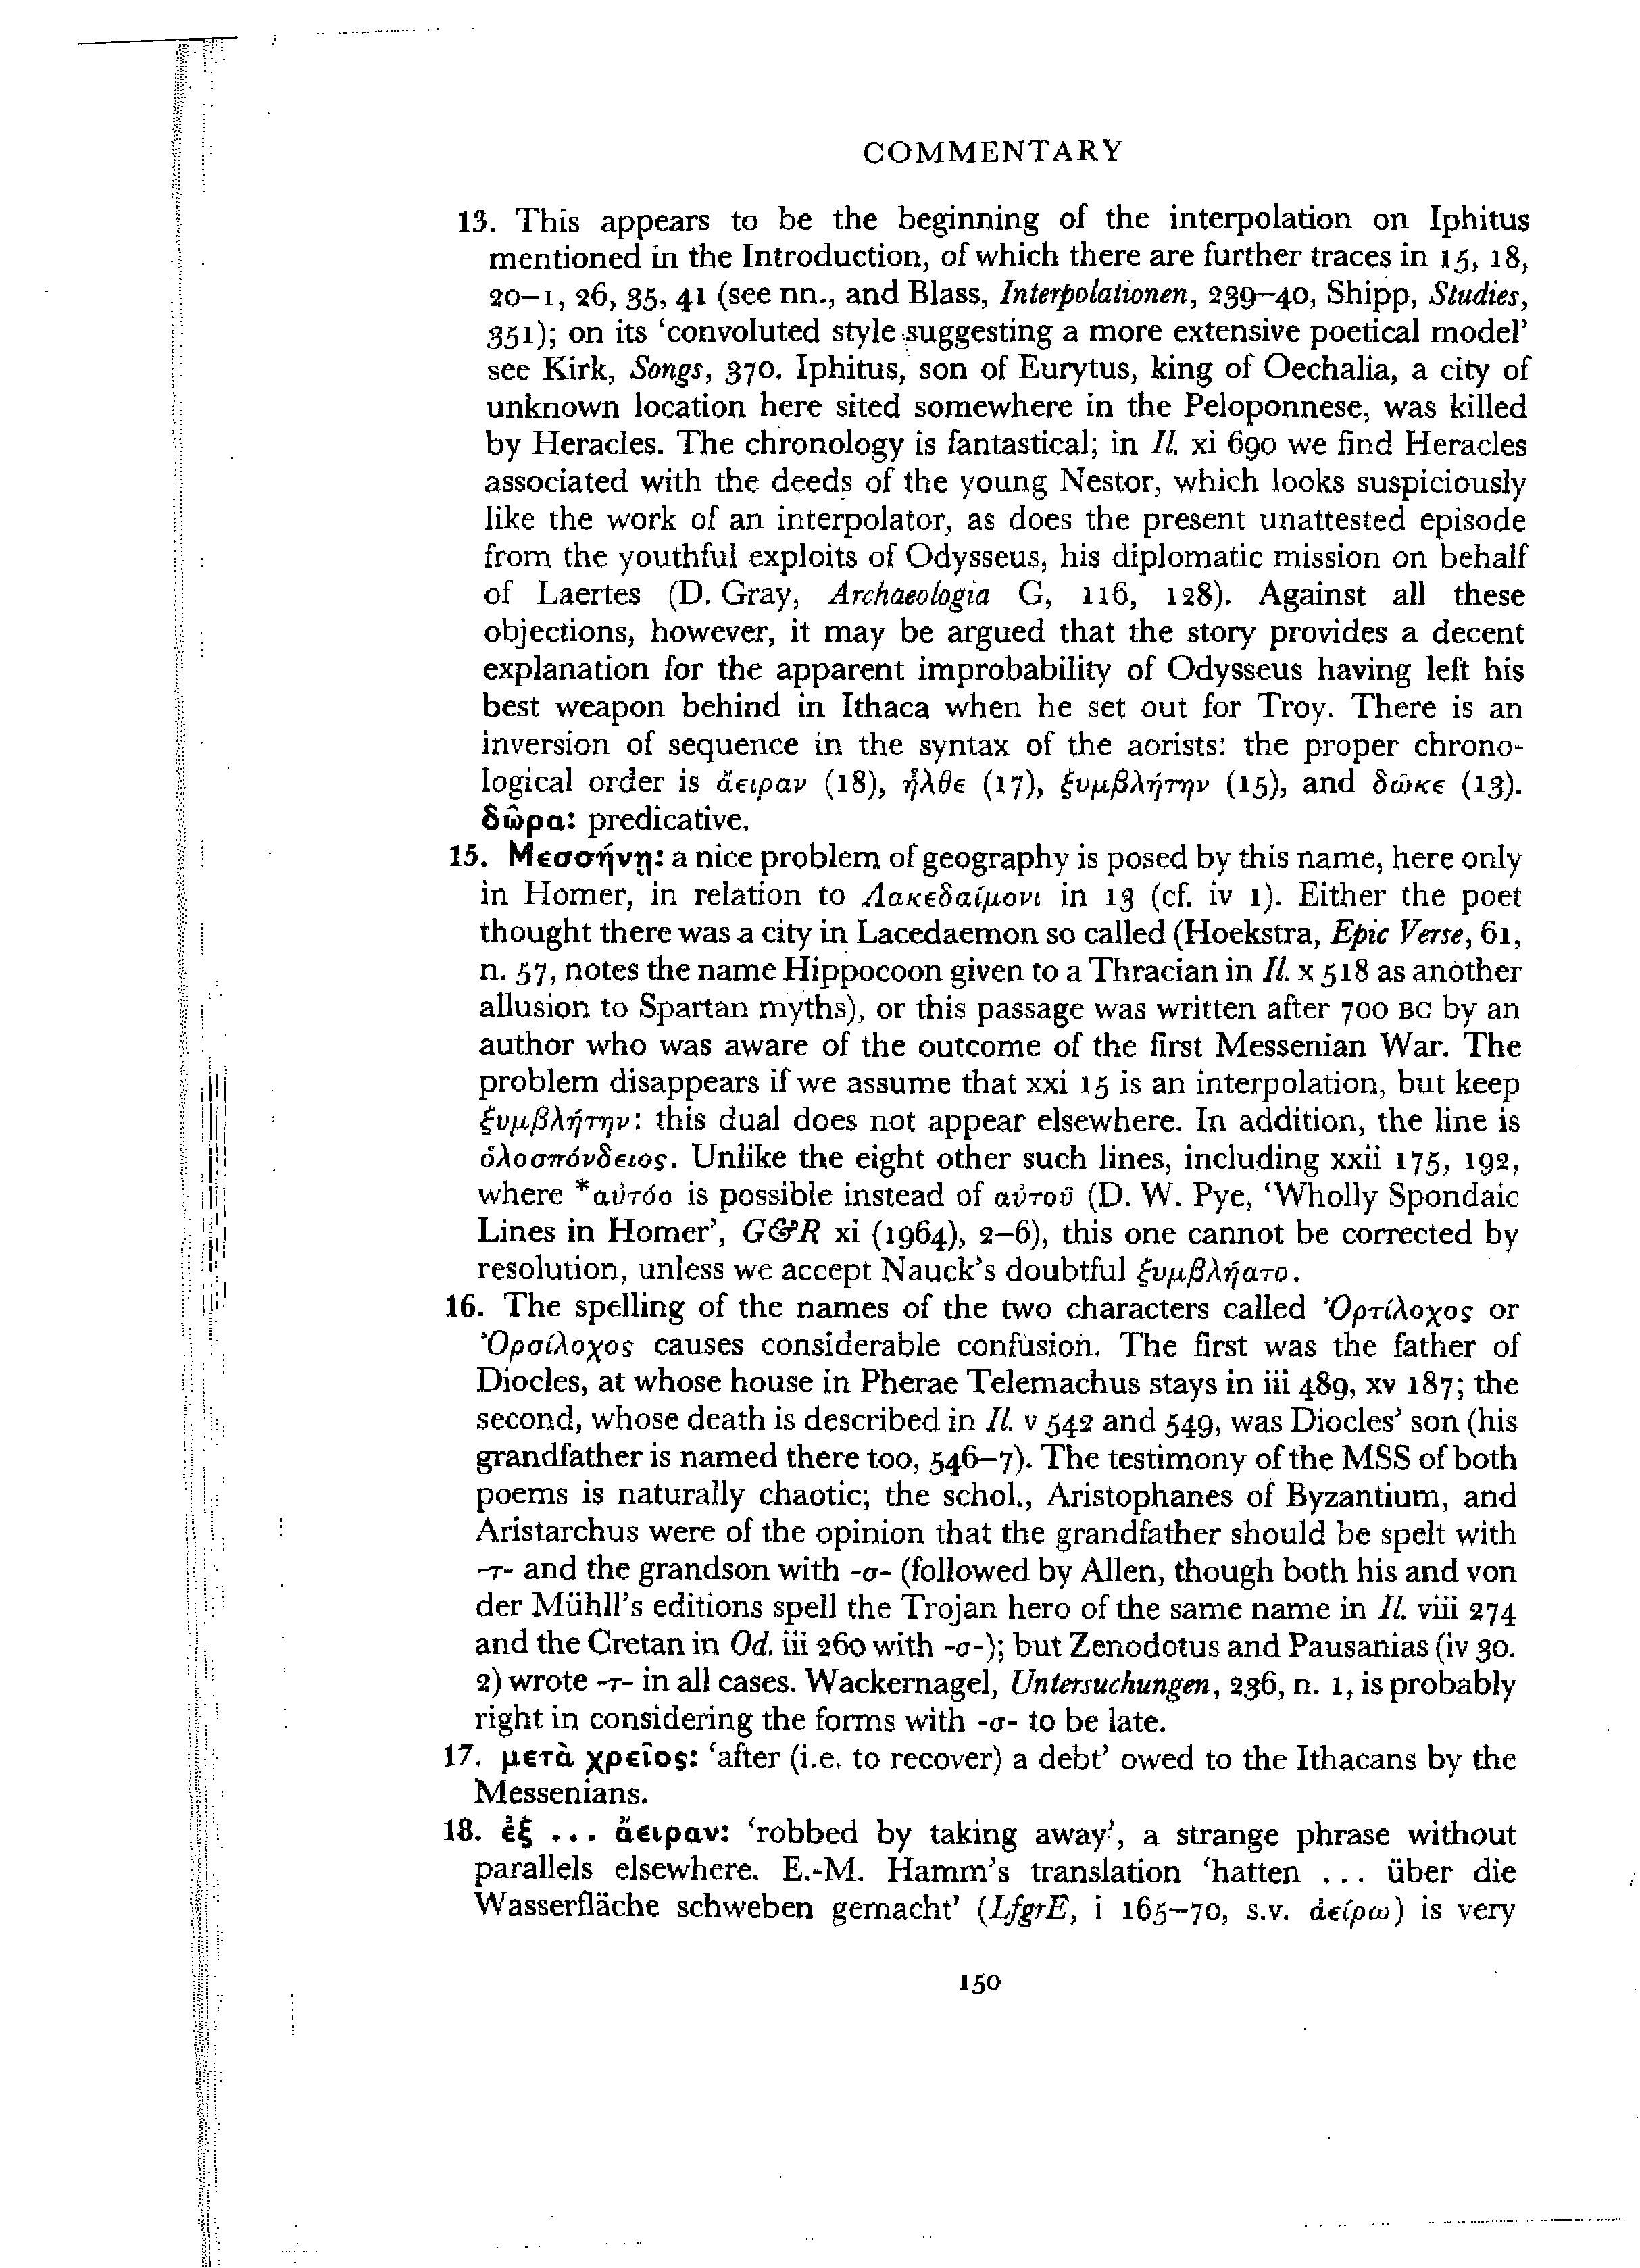 COMMENTARY
13. This appears to be the beginning of the interpolation on Iphitus
mentioned in the Introduction, of which there are further traces in 15, 18,
20–1, 26, 35, 41 (see nn., and Blass, Interpolationen, 239–40, Shipp, Studies,
351); on its ‘convoluted style suggesting a more extensive poetical model’
see Kirk, Songs, 370. Iphitus, son of Eurytus, king of Oechalia, a city of
unknown location here sited somewhere in the Peloponnese, was killed
by Heracles. The chronology is fantastical; in Il. xi 690 we find Heracles
associated with the deeds of the young Nestor, which looks suspiciously
like the work of an interpolator, as does the present unattested episode
from the youthful exploits of Odysseus, his diplomatic mission on behalf
of Laertes (D. Gray, Archaeologia G, 116, 128). Against all these
objections, however, it may be argued that the story provides a decent
explanation for the apparent improbability of Odysseus having left his
best weapon behind in Ithaca when he set out for Troy. There is an
inversion of sequence in the syntax of the aorists: the proper chrono-
logical order is ἄειραν (18), ἦλθε (17), ξυμβλήτην (15), and δῶκε (13).
δῶρα: predicative.
15. Μεσσήνῃ: a nice problem of geography is posed by this name, here only
in Homer, in relation to Λακεδαίμονι in 13 (cf. iv 1). Either the poet
thought there was a city in Lacedaemon so called (Hoekstra, Epic Verse, 61,
n. 57, notes the name Hippocoon given to a Thracian in Il. x 518 as another
allusion to Spartan myths), or this passage was written after 700 BC by an
author who was aware of the outcome of the first Messenian War. The
problem disappears if we assume that xxi 15 is an interpolation, but keep
ξυμβλήτην: this dual does not appear elsewhere. In addition, the line is
ὁλοσπόνδειος. Unlike the eight other such lines, including xxii 175, 192,
where *αὐτόο is possible instead of αὐτοῦ (D. W. Pye, ‘Wholly Spondaic
Lines in Homer’, G&R xi (1964), 2–6), this one cannot be corrected by
resolution, unless we accept Nauck’s doubtful ξυμβλήατο.
16. The spelling of the names of the two characters called Ὀρτίλοχος or
Ὀρσίλοχος causes considerable confusion. The first was the father of
Diocles, at whose house in Pherae Telemachus stays in iii 489, xv 187; the
second, whose death is described in Il. v 542 and 549, was Diocles’ son (his
grandfather is named there too, 546–7). The testimony of the MSS of both
poems is naturally chaotic; the schol., Aristophanes of Byzantium, and
Aristarchus were of the opinion that the grandfather should be spelt with
-τ- and the grandson with -σ- (followed by Allen, though both his and von
der Mühll’s editions spell the Trojan hero of the same name in Il. viii 274
and the Cretan in Od. iii 260 with -σ-); but Zenodotus and Pausanias (iv 30.
2) wrote -τ- in all cases. Wackernagel, Untersuchungen, 236, n. 1, is probably
right in considering the forms with -σ- to be late.
17. μετὰ χρεῖος: ‘after (i.e. to recover) a debt’ owed to the Ithacans by the
Messenians.
18. ἐξ ... ἄειραν: ‘robbed by taking away’, a strange phrase without
parallels elsewhere. E.-M. Hamm’s translation ‘hatten ... über die
Wasserfläche schweben gemacht’ (LfgrE, i 165–70, s.v. ἀείρω) is very
150